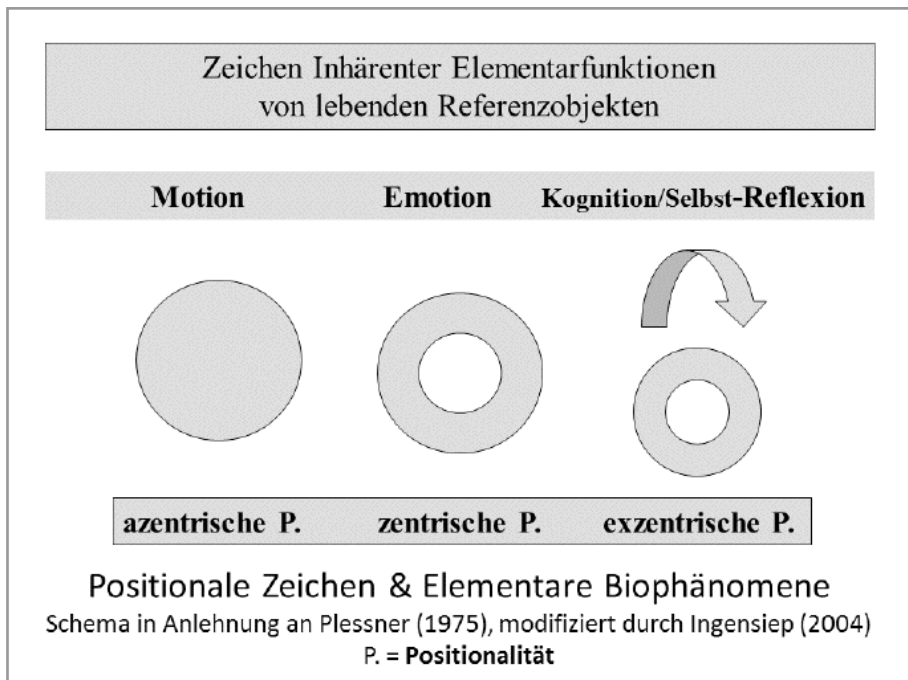 Zeichen Inhärenter Elementarfunktionen
von lebenden Referenzobjekten
Motion Emotion Kognition/Selbst-Reflexion
azentrische P. zentrische P. exzentrische P.
Positionale Zeichen & Elementare Biophänomene
Schema in Anlehnung an Plessner (1975), modifiziert durch Ingensiep (2004)
P. = Positionalität